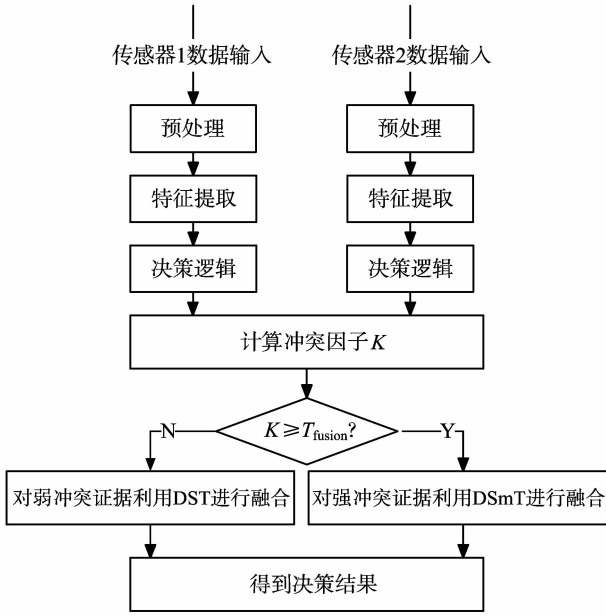 传感器1数据输入
传感器2数据输入
预处理
预处理
特征提取
特征提取
决策逻辑
决策逻辑
计算冲突因子K
K≥Tfusion?
N
Y
对弱冲突证据利用DST进行融合
对强冲突证据利用DSmT进行融合
得到决策结果